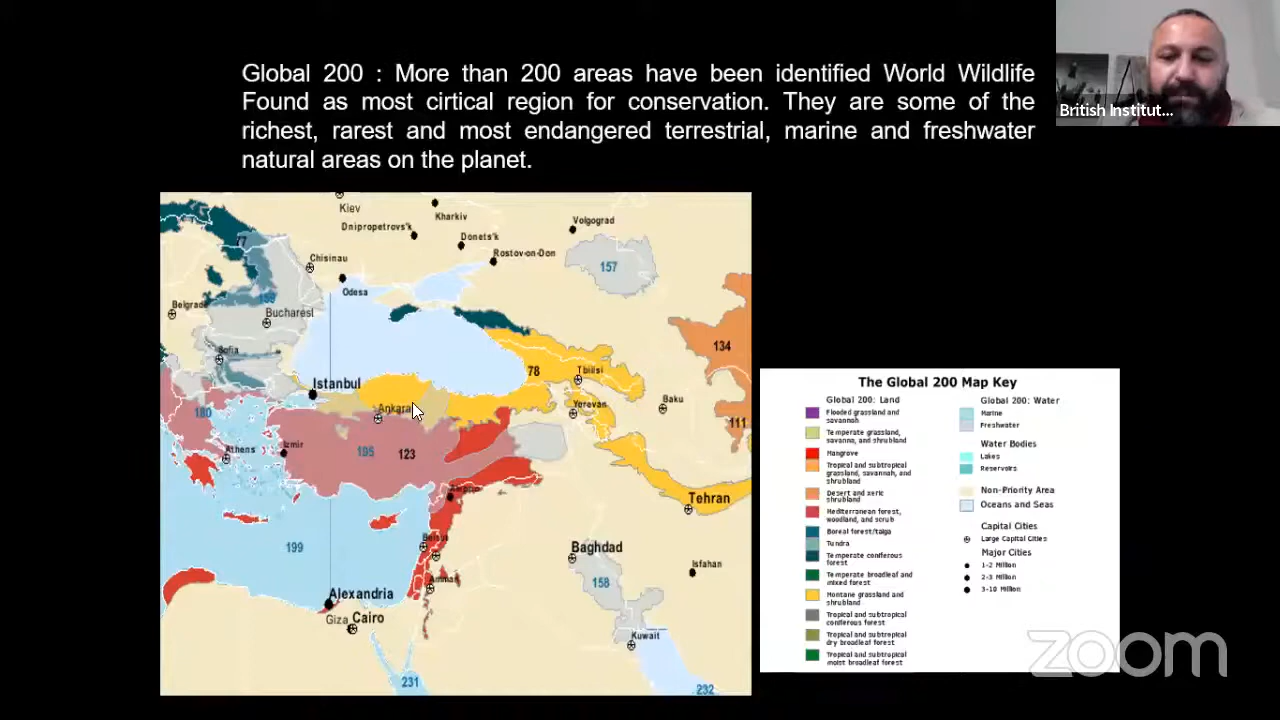 Global 200 : More than 200 areas have been identified World Wildlife
Found as most cirtical region for conservation. They are some of the
richest, rarest and most endangered terrestrial, marine and freshwater
natural areas on the planet.
British Institut...
Kiev
Kharkiv
Dnipropetrovs'k
Donets'k
Volgograd
Rostov-on-Don
77
Chisinau
157
Odesa
Belgrade
Bucharest
Sofia
134
78
Tbilisi
Istanbul
Ankara
Yerevan
Baku
180
111
Athens
Izmir
195
123
Tehran
199
Beirut
Baghdad
Isfahan
Amman
158
Alexandria
Giza
Cairo
Kuwait
231
232
The Global 200 Map Key
Global 200: Land
Flooded grassland and
savannah
Temperate grassland,
savanna, and shrubland
Mangrove
Tropical and subtropical
grassland, savannah, and
shrubland
Desert and xeric
shrubland
Mediterranean forest,
woodland, and scrub
Boreal forest/taiga
Tundra
Temperate coniferous
forest
Temperate broadleaf and
mixed forest
Montane grassland and
shrubland
Tropical and subtropical
coniferous forest
Tropical and subtropical
dry broadleaf forest
Tropical and subtropical
moist broadleaf forest
Global 200: Water
Marine
Freshwater
Water Bodies
Lakes
Reservoirs
Non-Priority Area
Oceans and Seas
Capital Cities
Large Capital Cities
Major Cities
1-2 Million
2-3 Million
3-10 Million
zoom